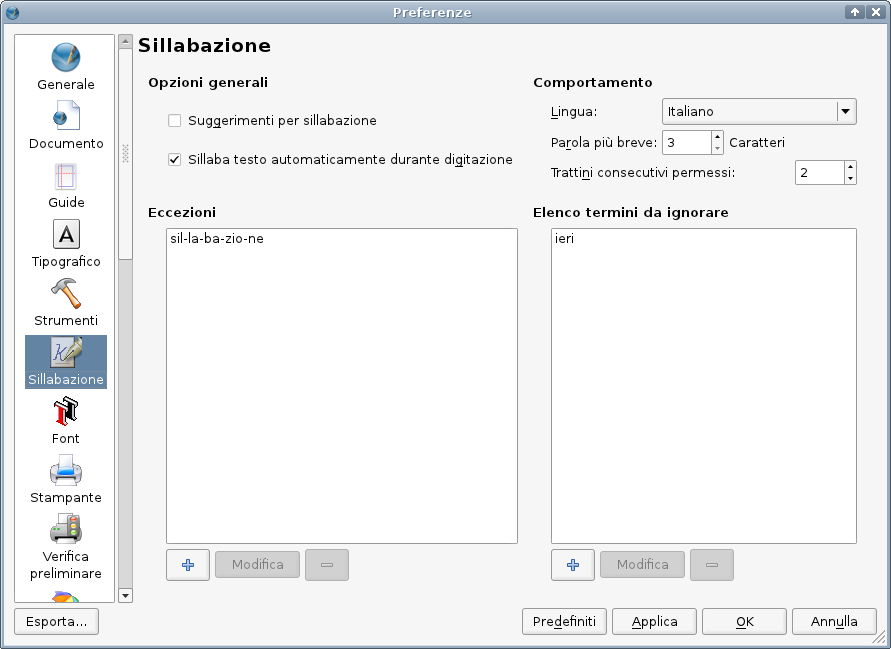 Preferenze
Generale
Documento
Guide
A
Tipografico
Strumenti
K
Sillabazione
Font
Stampante
Verifica
preliminare
Sillabazione
Opzioni generali
Suggerimenti per sillabazione
Sillaba testo automaticamente durante digitazione
Comportamento
Lingua: Italiano
Parola più breve: 3 Caratteri
Trattini consecutivi permessi: 2
Eccezioni
sil-la-ba-zio-ne
Modifica
Elenco termini da ignorare
ieri
Modifica
Esporta...
Predefiniti
Applica
OK
Annulla